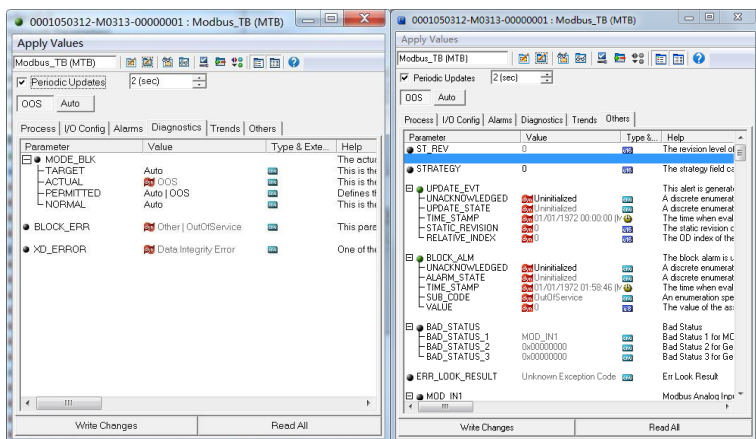 0001050312-M0313-00000001 : Modbus_TB (MTB)
Apply Values
Modbus_TB (MTB)
Periodic Updates 2 (sec)
OOS Auto
Process I/O Config Alarms Diagnostics Trends Others
Parameter Value Type & Exte... Help
MODE_BLK The actua
TARGET Auto This is the
ACTUAL OOS This is the
PERMITTED Auto | OOS Defines th
NORMAL Auto This is the
BLOCK_ERR Other | OutOfService This para
XD_ERROR Data Integrity Error One of the
Write Changes Read All
0001050312-M0313-00000001 : Modbus_TB (MTB)
Apply Values
Modbus_TB (MTB)
Periodic Updates 2 (sec)
OOS Auto
Process I/O Config Alarms Diagnostics Trends Others
Parameter Value Type &... Help
ST_REV 0 The revision level of
STRATEGY 0 The strategy field ca
UPDATE_EVT This alert is generate
UNACKNOWLEDGED Uninitialized A discrete enumerat
UPDATE_STATE Uninitialized A discrete enumerat
TIME_STAMP 01/01/1972 00:00:00 (M The time when eval
STATIC_REVISION 0 The static revision o
RELATIVE_INDEX 0 The OD index of the
BLOCK_ALM The block alarm is u
UNACKNOWLEDGED Uninitialized A discrete enumerat
ALARM_STATE Uninitialized A discrete enumerat
TIME_STAMP 01/01/1972 01:58:46 (M The time when eval
SUB_CODE OutOfService An enumeration spe
VALUE 0 The value of the as
BAD_STATUS Bad Status
BAD_STATUS_1 MOD_IN1 Bad Status 1 for MO
BAD_STATUS_2 0x00000000 Bad Status 2 for Ge
BAD_STATUS_3 0x00000000 Bad Status 3 for Ge
ERR_LOOK_RESULT Unknown Exception Code Err Look Result
MOD_IN1 Modbus Analog Inp
Write Changes Read All